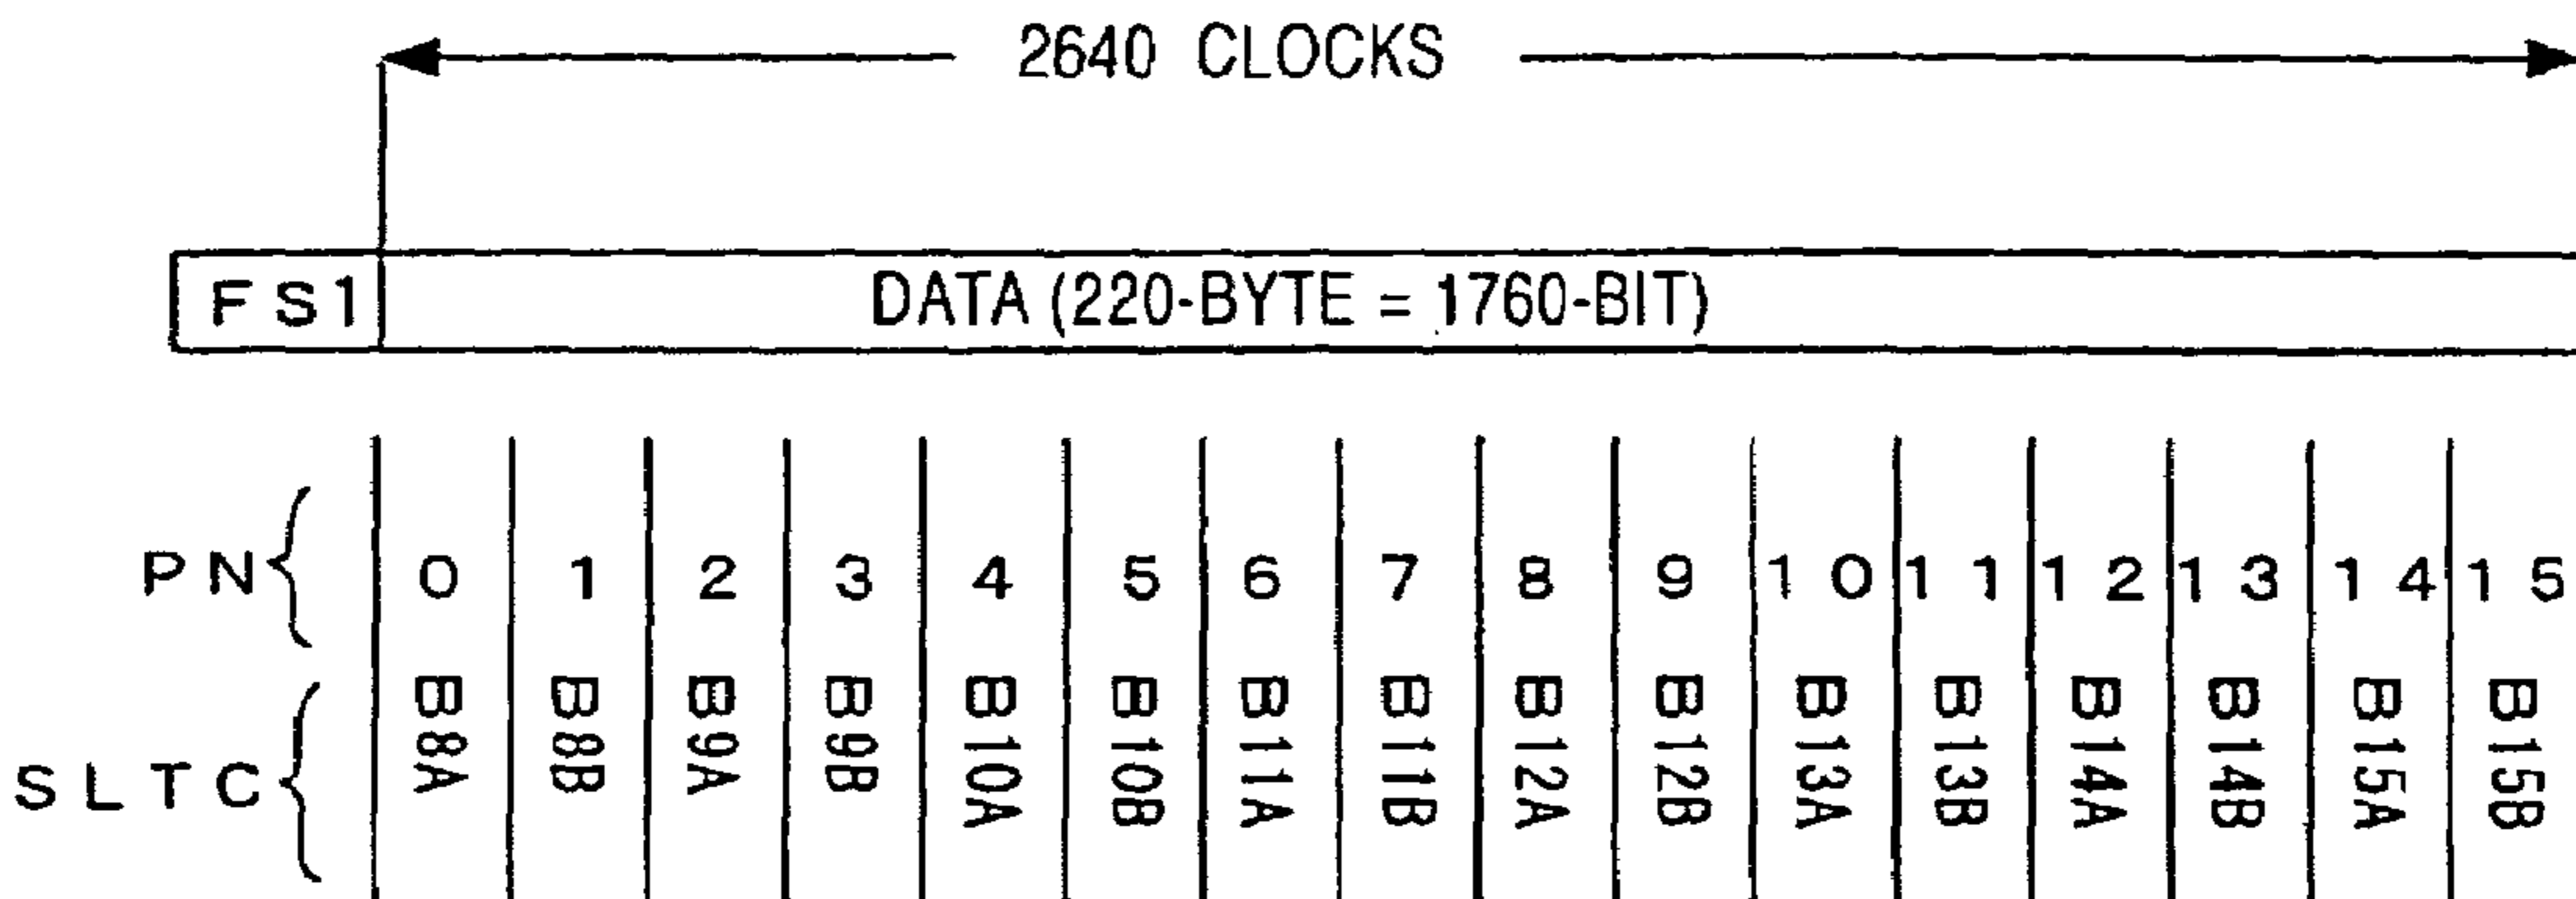 2640 CLOCKS
FS1 DATA (220-BYTE = 1760-BIT)
PN 0 1 2 3 4 5 6 7 8 9 10 11 12 13 14 15
SLTC B8A B8B B9A B9B B10A B10B B11A B11B B12A B12B B13A B13B B14A B14B B15A B15B